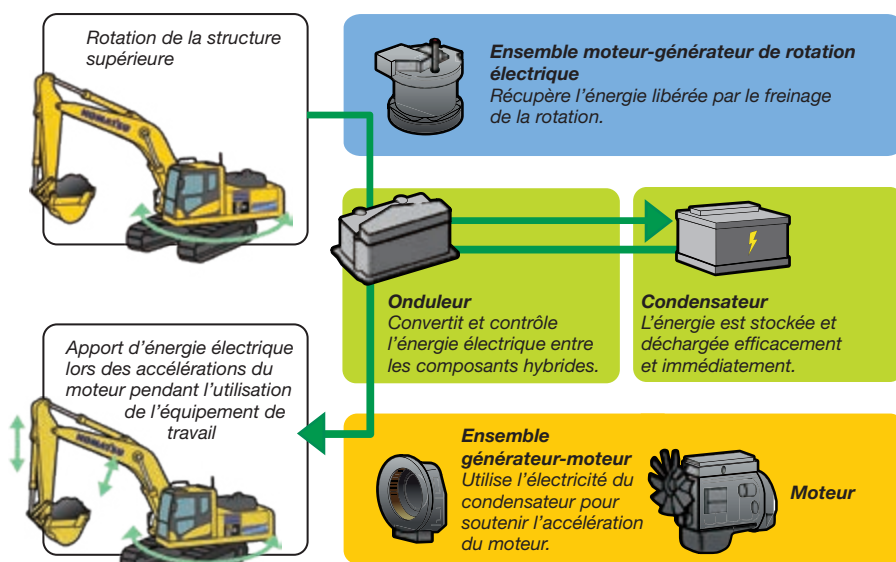 Rotation de la structure
supérieure
KOMATSU
Ensemble moteur-générateur de rotation
électrique
Récupère l'énergie libérée par le freinage
de la rotation.
Onduleur
Convertit et contrôle
l'énergie électrique entre
les composants hybrides.
Condensateur
L'énergie est stockée et
déchargée efficacement
et immédiatement.
Apport d'énergie électrique
lors des accélérations du
moteur pendant l'utilisation
de l'équipement de
travail
KOMATSU
Ensemble
générateur-moteur
Utilise l'électricité du
condensateur pour
soutenir l'accélération
du moteur.
Moteur